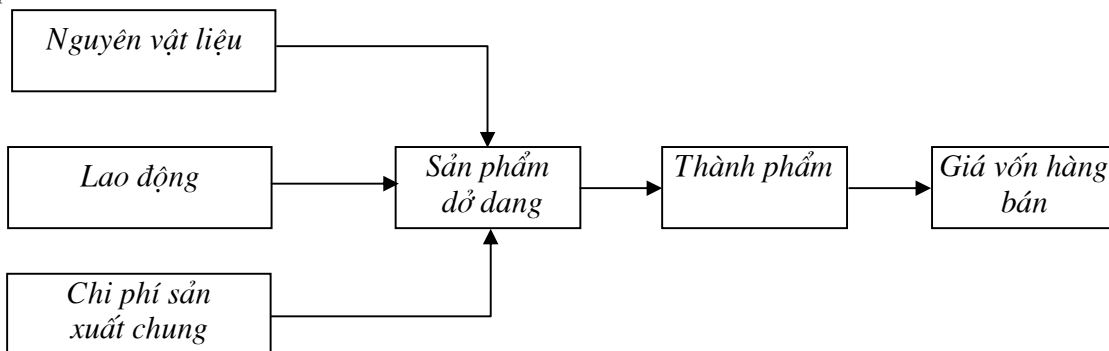 Nguyên vật liệu
Lao động
Sản phẩm
dở dang
Thành phẩm
Giá vốn hàng
bán
Chi phí sản
xuất chung